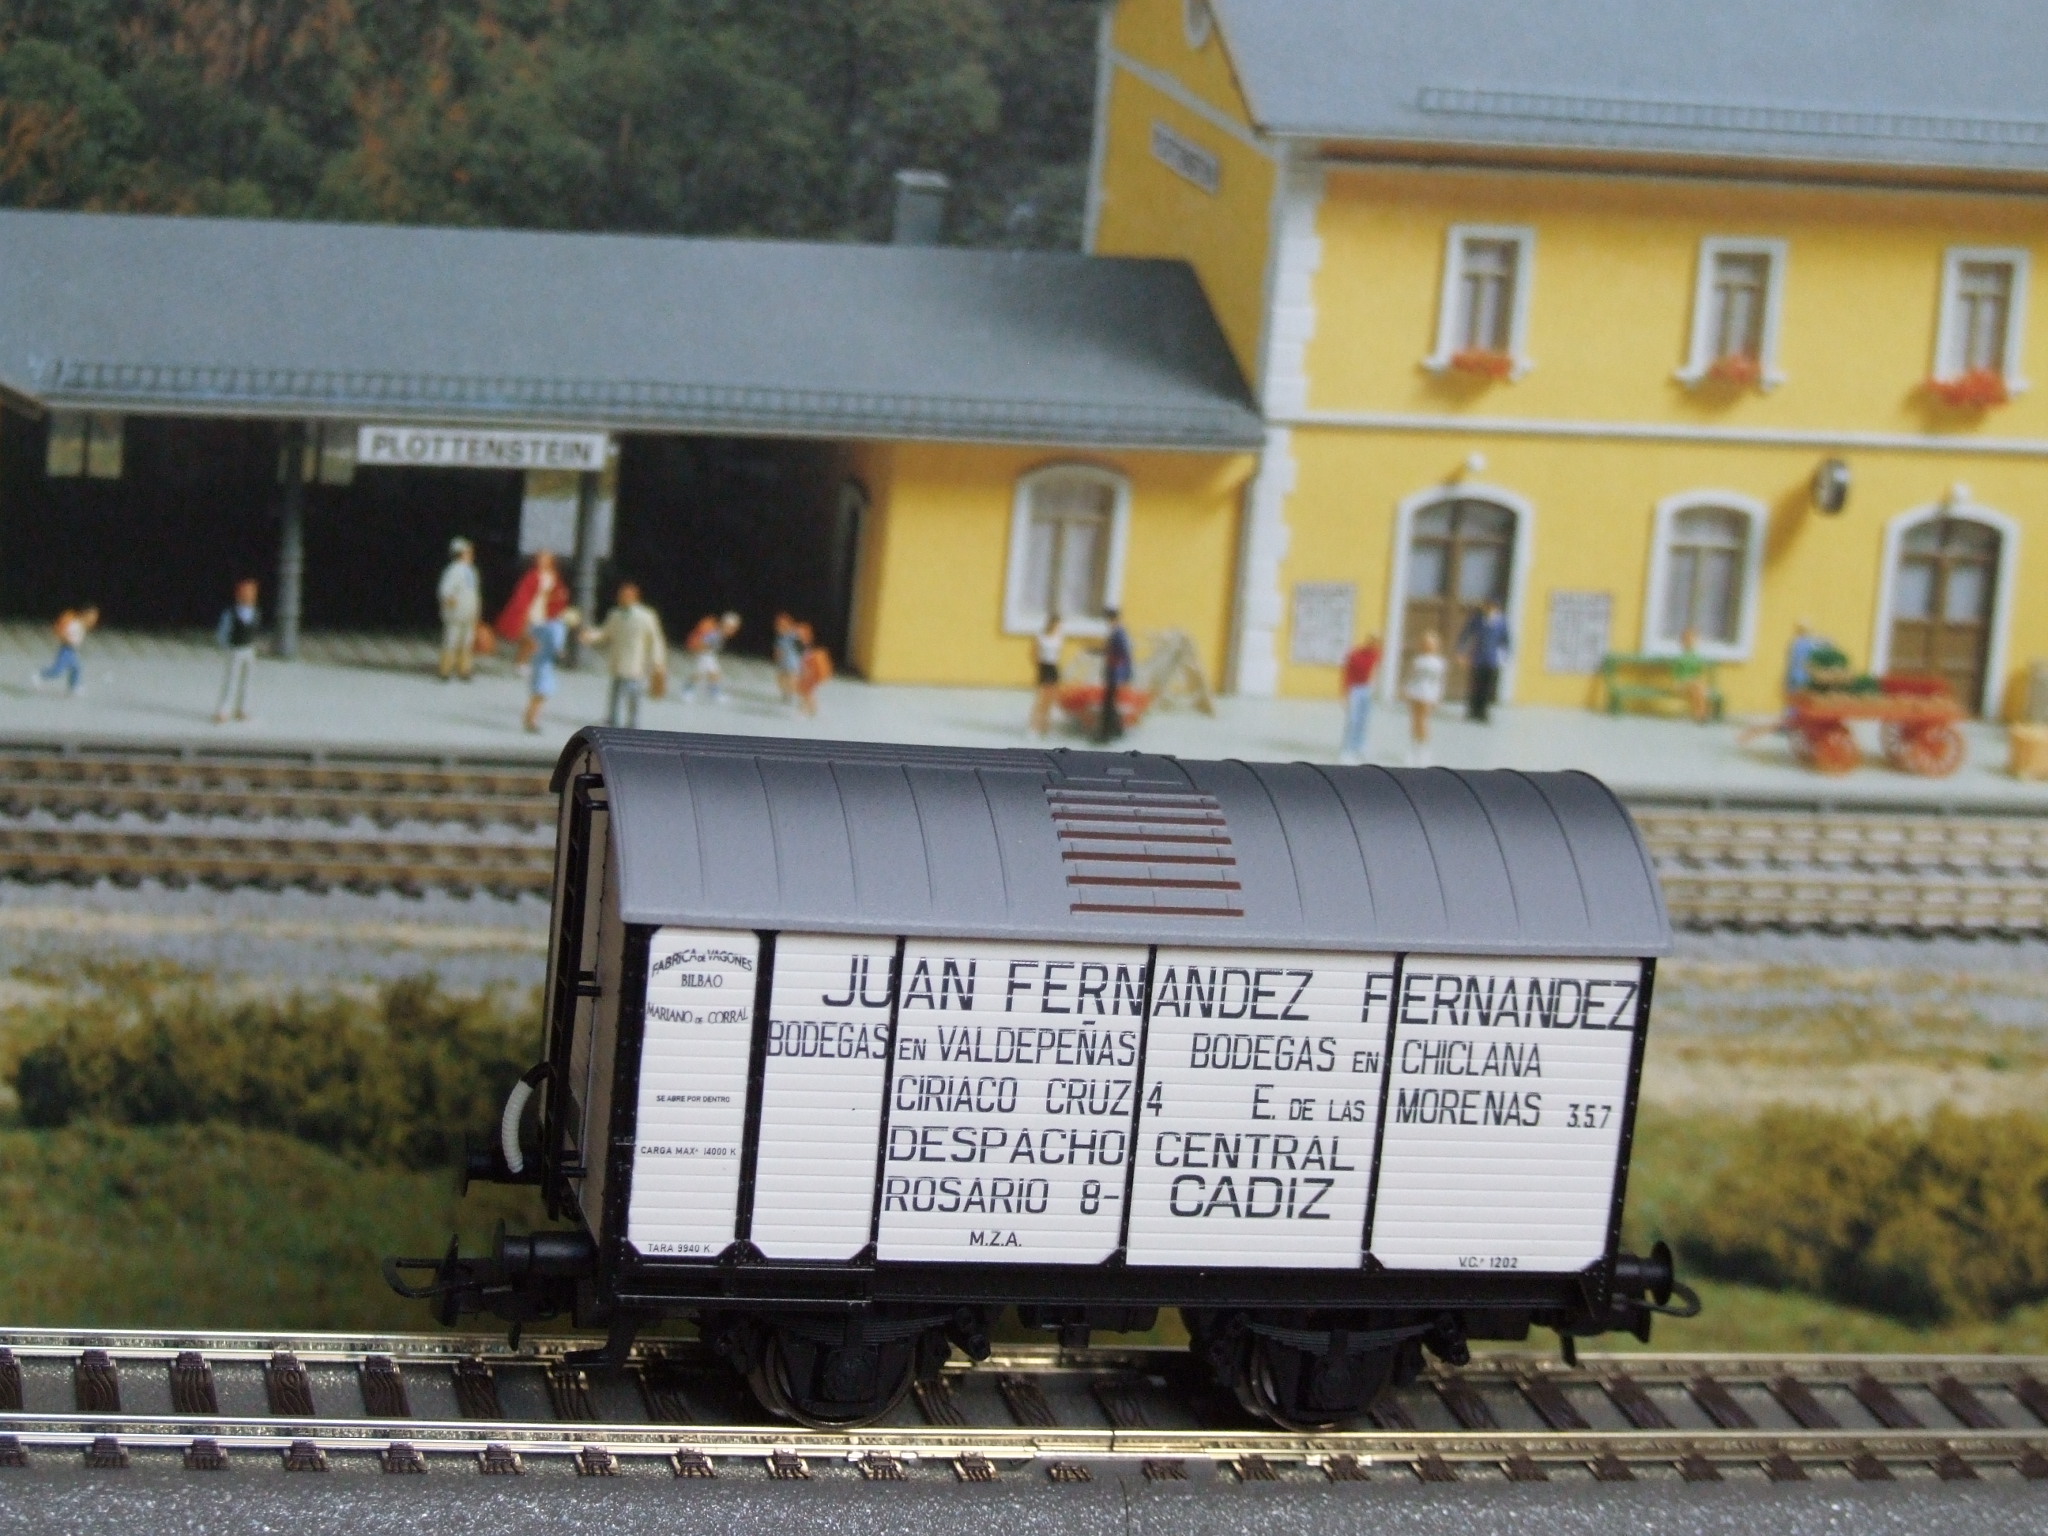 PLOTTENSTEIN
FABRICA DE VAGONES
BILBAO
MARIANO DE CORRAL
SE ABRE POR DENTRO
CARGA MAXA 14000 K
TARA 9940 K.
JUAN FERNANDEZ FERNANDEZ
BODEGAS EN VALDEPEÑAS BODEGAS EN CHICLANA
CIRIACO CRUZ 4 E. DE LAS MORENAS 3.5.7
DESPACHO CENTRAL
ROSARIO 8- CADIZ
M.Z.A.
1202